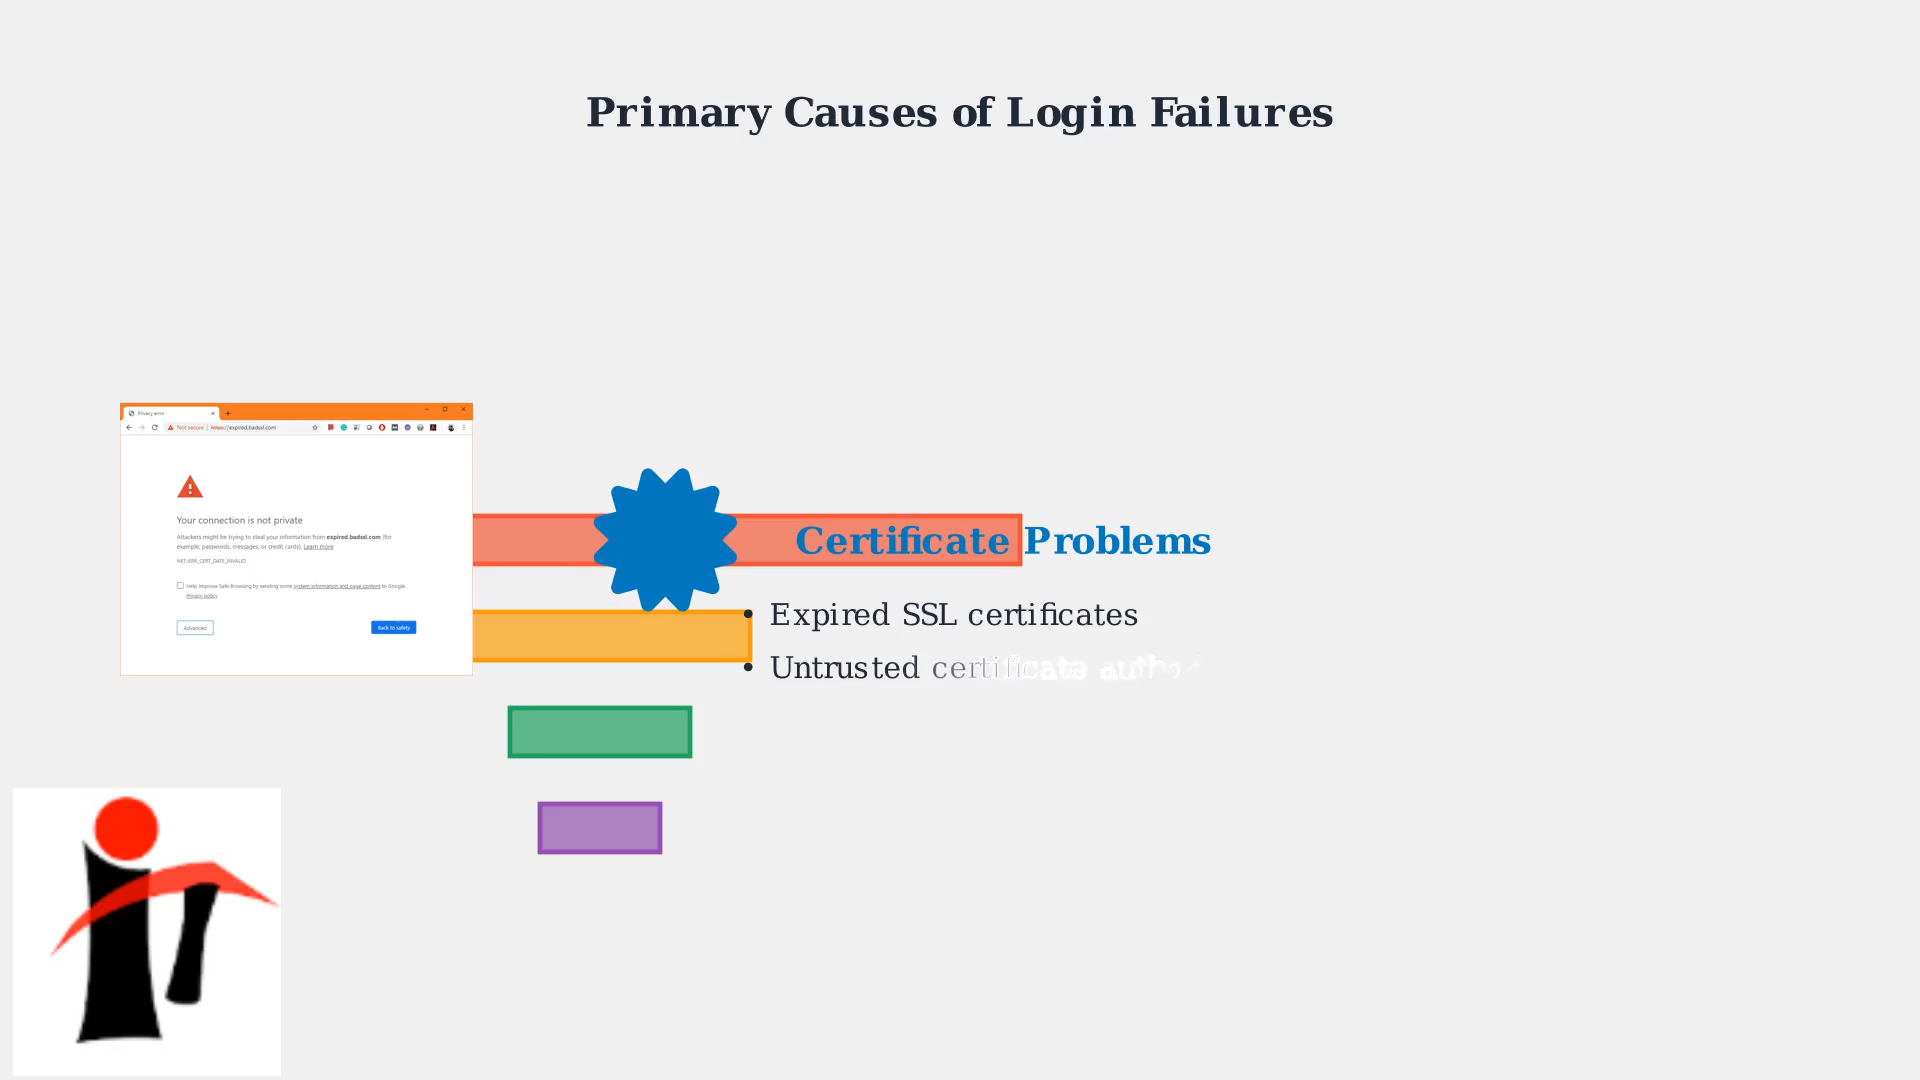 Primary Causes of Login Failures
Privacy error
Not secure | https://expired.badssl.com
Your connection is not private
Attackers might be trying to steal your information from expired.badssl.com (for
example, passwords, messages, or credit cards). Learn more
NET::ERR_CERT_DATE_INVALID
Help improve Safe Browsing by sending some system information and page content to Google.
Privacy policy
Advanced
Back to safety
Certificate Problems
• Expired SSL certificates
• Untrusted certificate